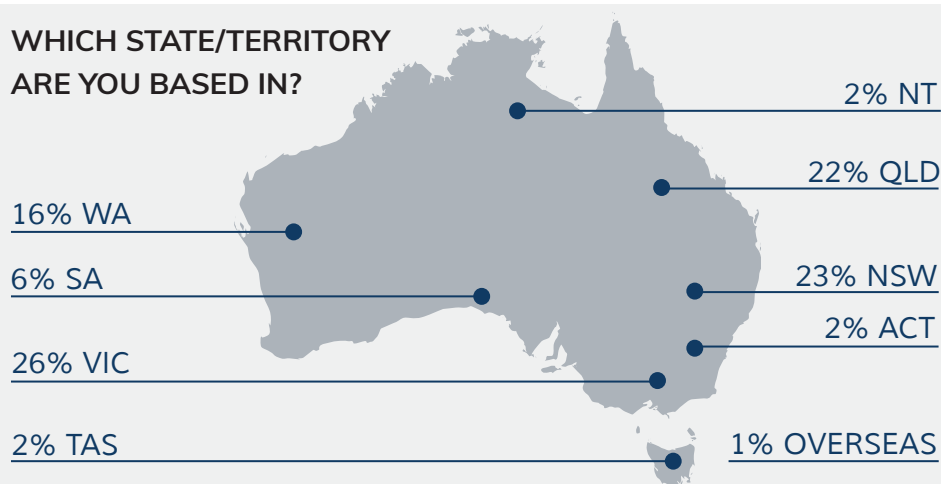 WHICH STATE/TERRITORY
ARE YOU BASED IN?
2% NT
22% QLD
16% WA
23% NSW
6% SA
2% ACT
26% VIC
2% TAS
1% OVERSEAS